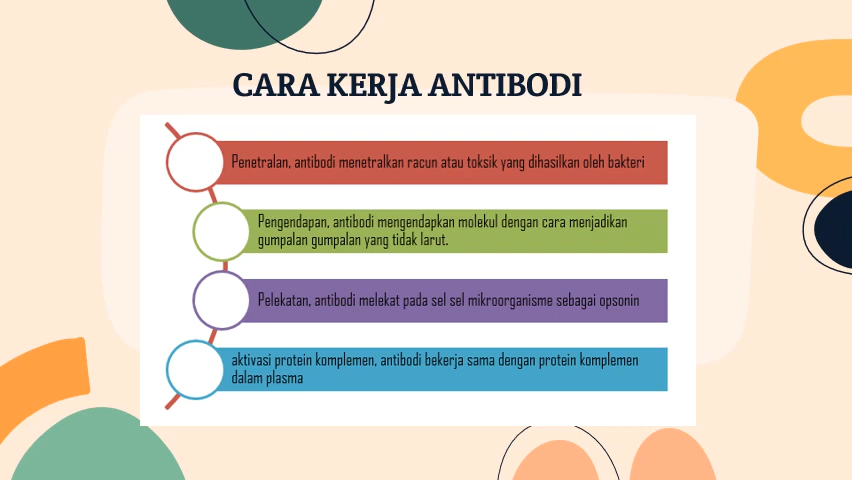 CARA KERJA ANTIBODI
Penetralan, antibodi menetralkan racun atau toksik yang dihasilkan oleh bakteri
Pengendapan, antibodi mengendapkan molekul dengan cara menjadikan
gumpalan gumpalan yang tidak larut.
Pelekatan, antibodi melekat pada sel sel mikroorganisme sebagai opsonin
aktivasi protein komplemen, antibodi bekerja sama dengan protein komplemen
dalam plasma